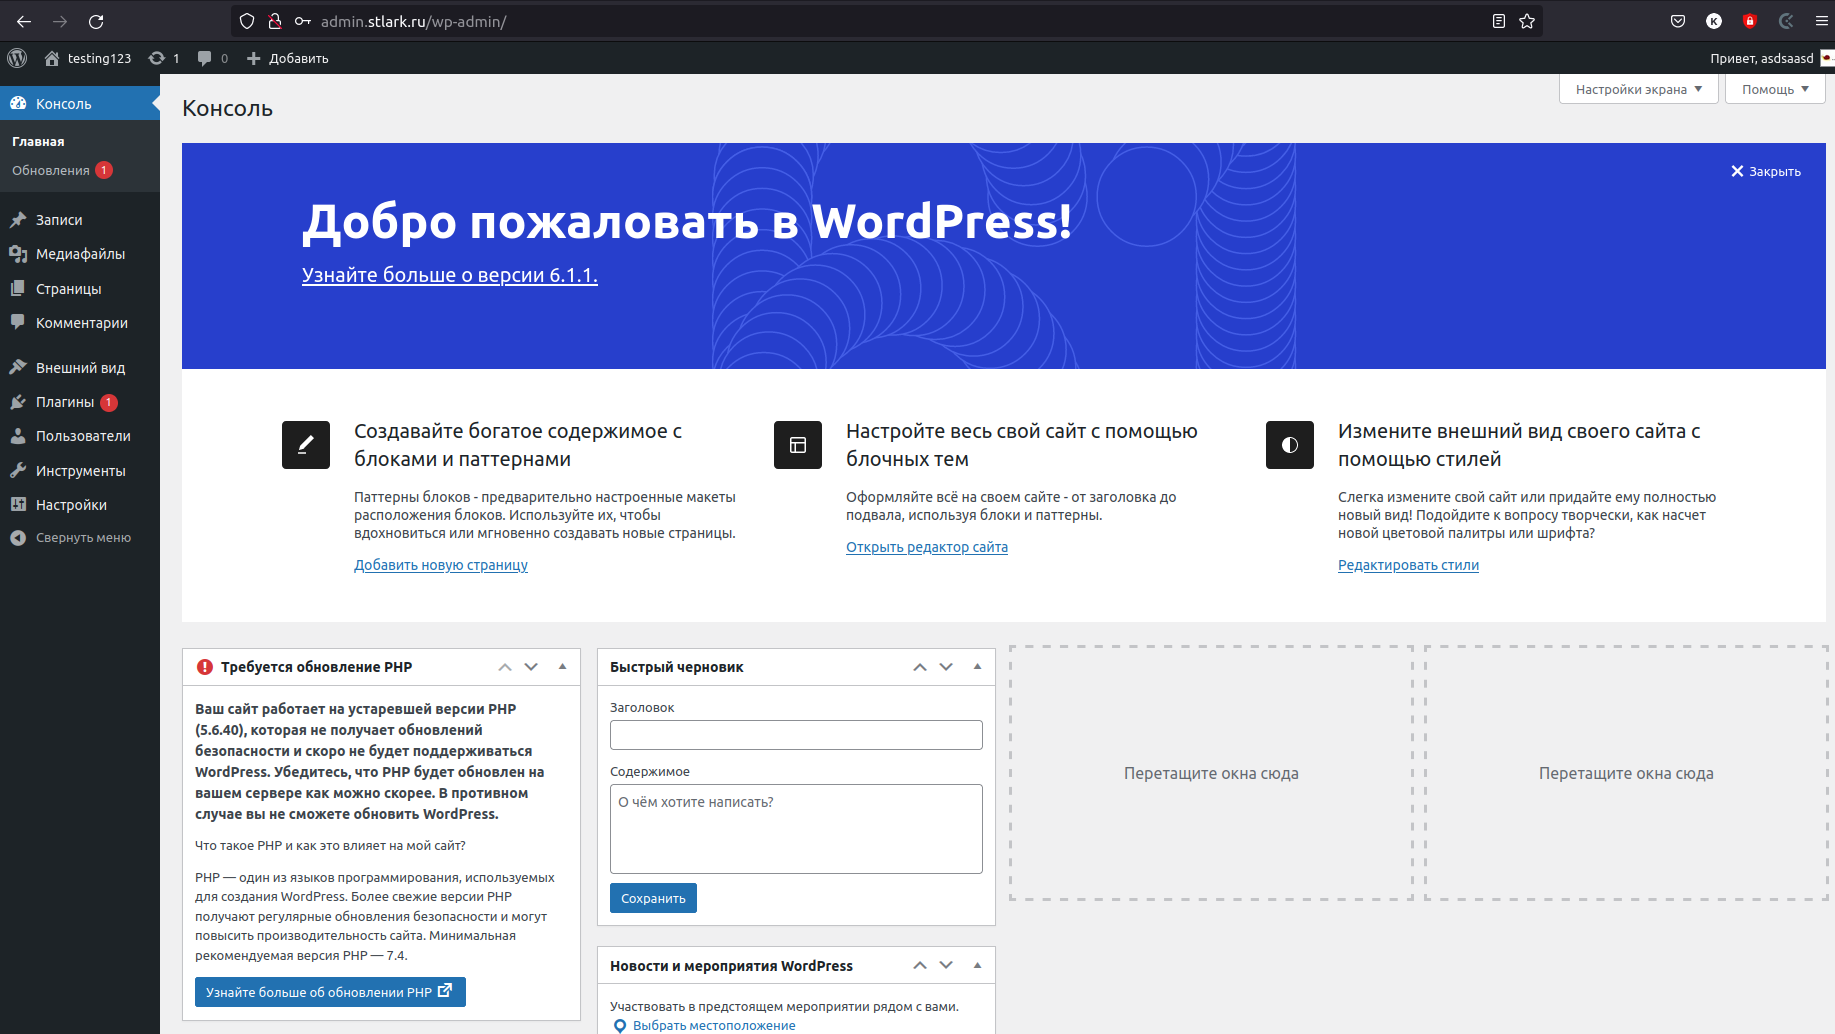 admin.stlark.ru/wp-admin/
K
testing123
1
0
Добавить
Привет, asdsaasd
Консоль
Главная
Обновления 1
Записи
Медиафайлы
Страницы
Комментарии
Внешний вид
Плагины 1
Пользователи
Инструменты
Настройки
Свернуть меню
Консоль
Настройки экрана
Помощь
Закрыть
Добро пожаловать в WordPress!
Узнайте больше о версии 6.1.1.
Создавайте богатое содержимое с
блоками и паттернами
Паттерны блоков - предварительно настроенные макеты
расположения блоков. Используйте их, чтобы
вдохновиться или мгновенно создавать новые страницы.
Добавить новую страницу
Настройте весь свой сайт с помощью
блочных тем
Оформляйте всё на своем сайте - от заголовка до
подвала, используя блоки и паттерны.
Открыть редактор сайта
Измените внешний вид своего сайта с
помощью стилей
Слегка измените свой сайт или придайте ему полностью
новый вид! Подойдите к вопросу творчески, как насчет
новой цветовой палитры или шрифта?
Редактировать стили
Требуется обновление PHP
Ваш сайт работает на устаревшей версии PHP
(5.6.40), которая не получает обновлений
безопасности и скоро не будет поддерживаться
WordPress. Убедитесь, что PHP будет обновлен на
вашем сервере как можно скорее. В противном
случае вы не сможете обновить WordPress.
Что такое PHP и как это влияет на мой сайт?
PHP — один из языков программирования, используемых
для создания WordPress. Более свежие версии PHP
получают регулярные обновления безопасности и могут
повысить производительность сайта. Минимальная
рекомендуемая версия PHP — 7.4.
Узнайте больше об обновлении PHP
Быстрый черновик
Заголовок
Содержимое
О чём хотите написать?
Сохранить
Новости и мероприятия WordPress
Участвовать в предстоящем мероприятии рядом с вами.
Выбрать местоположение
Перетащите окна сюда
Перетащите окна сюда